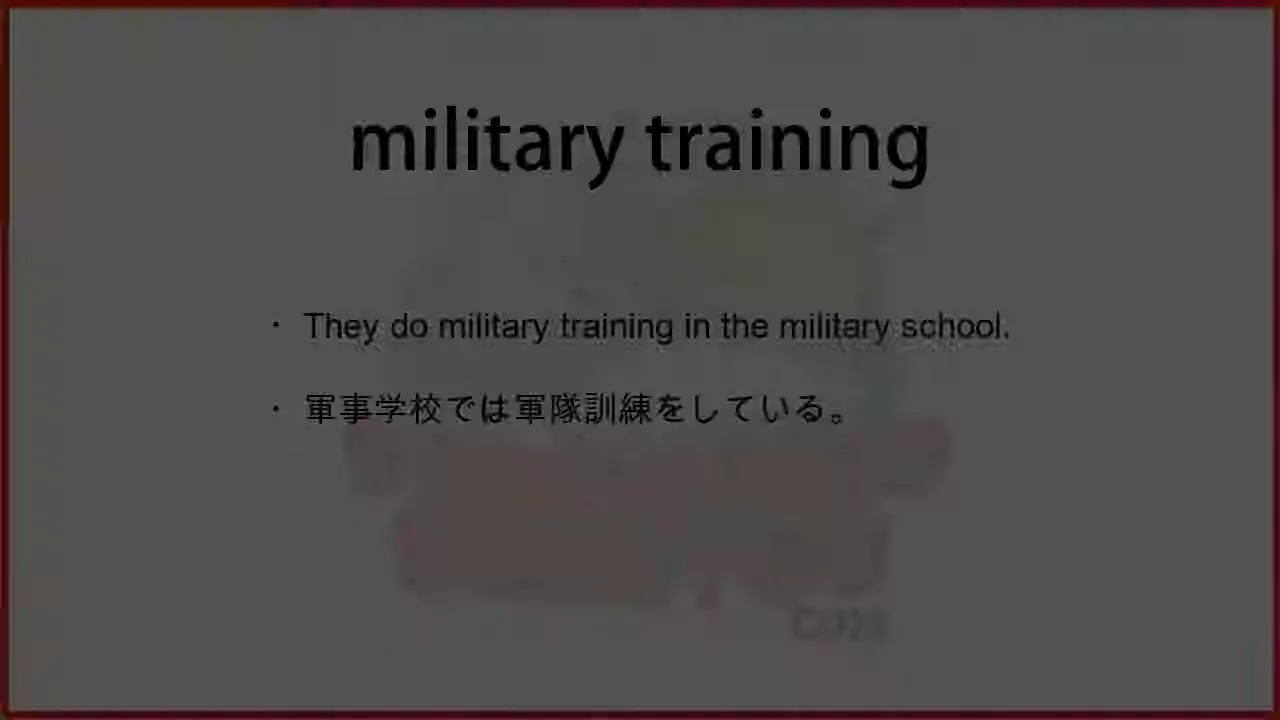 military training
・ They do military training in the military school.
・ 軍事学校では軍隊訓練をしている。